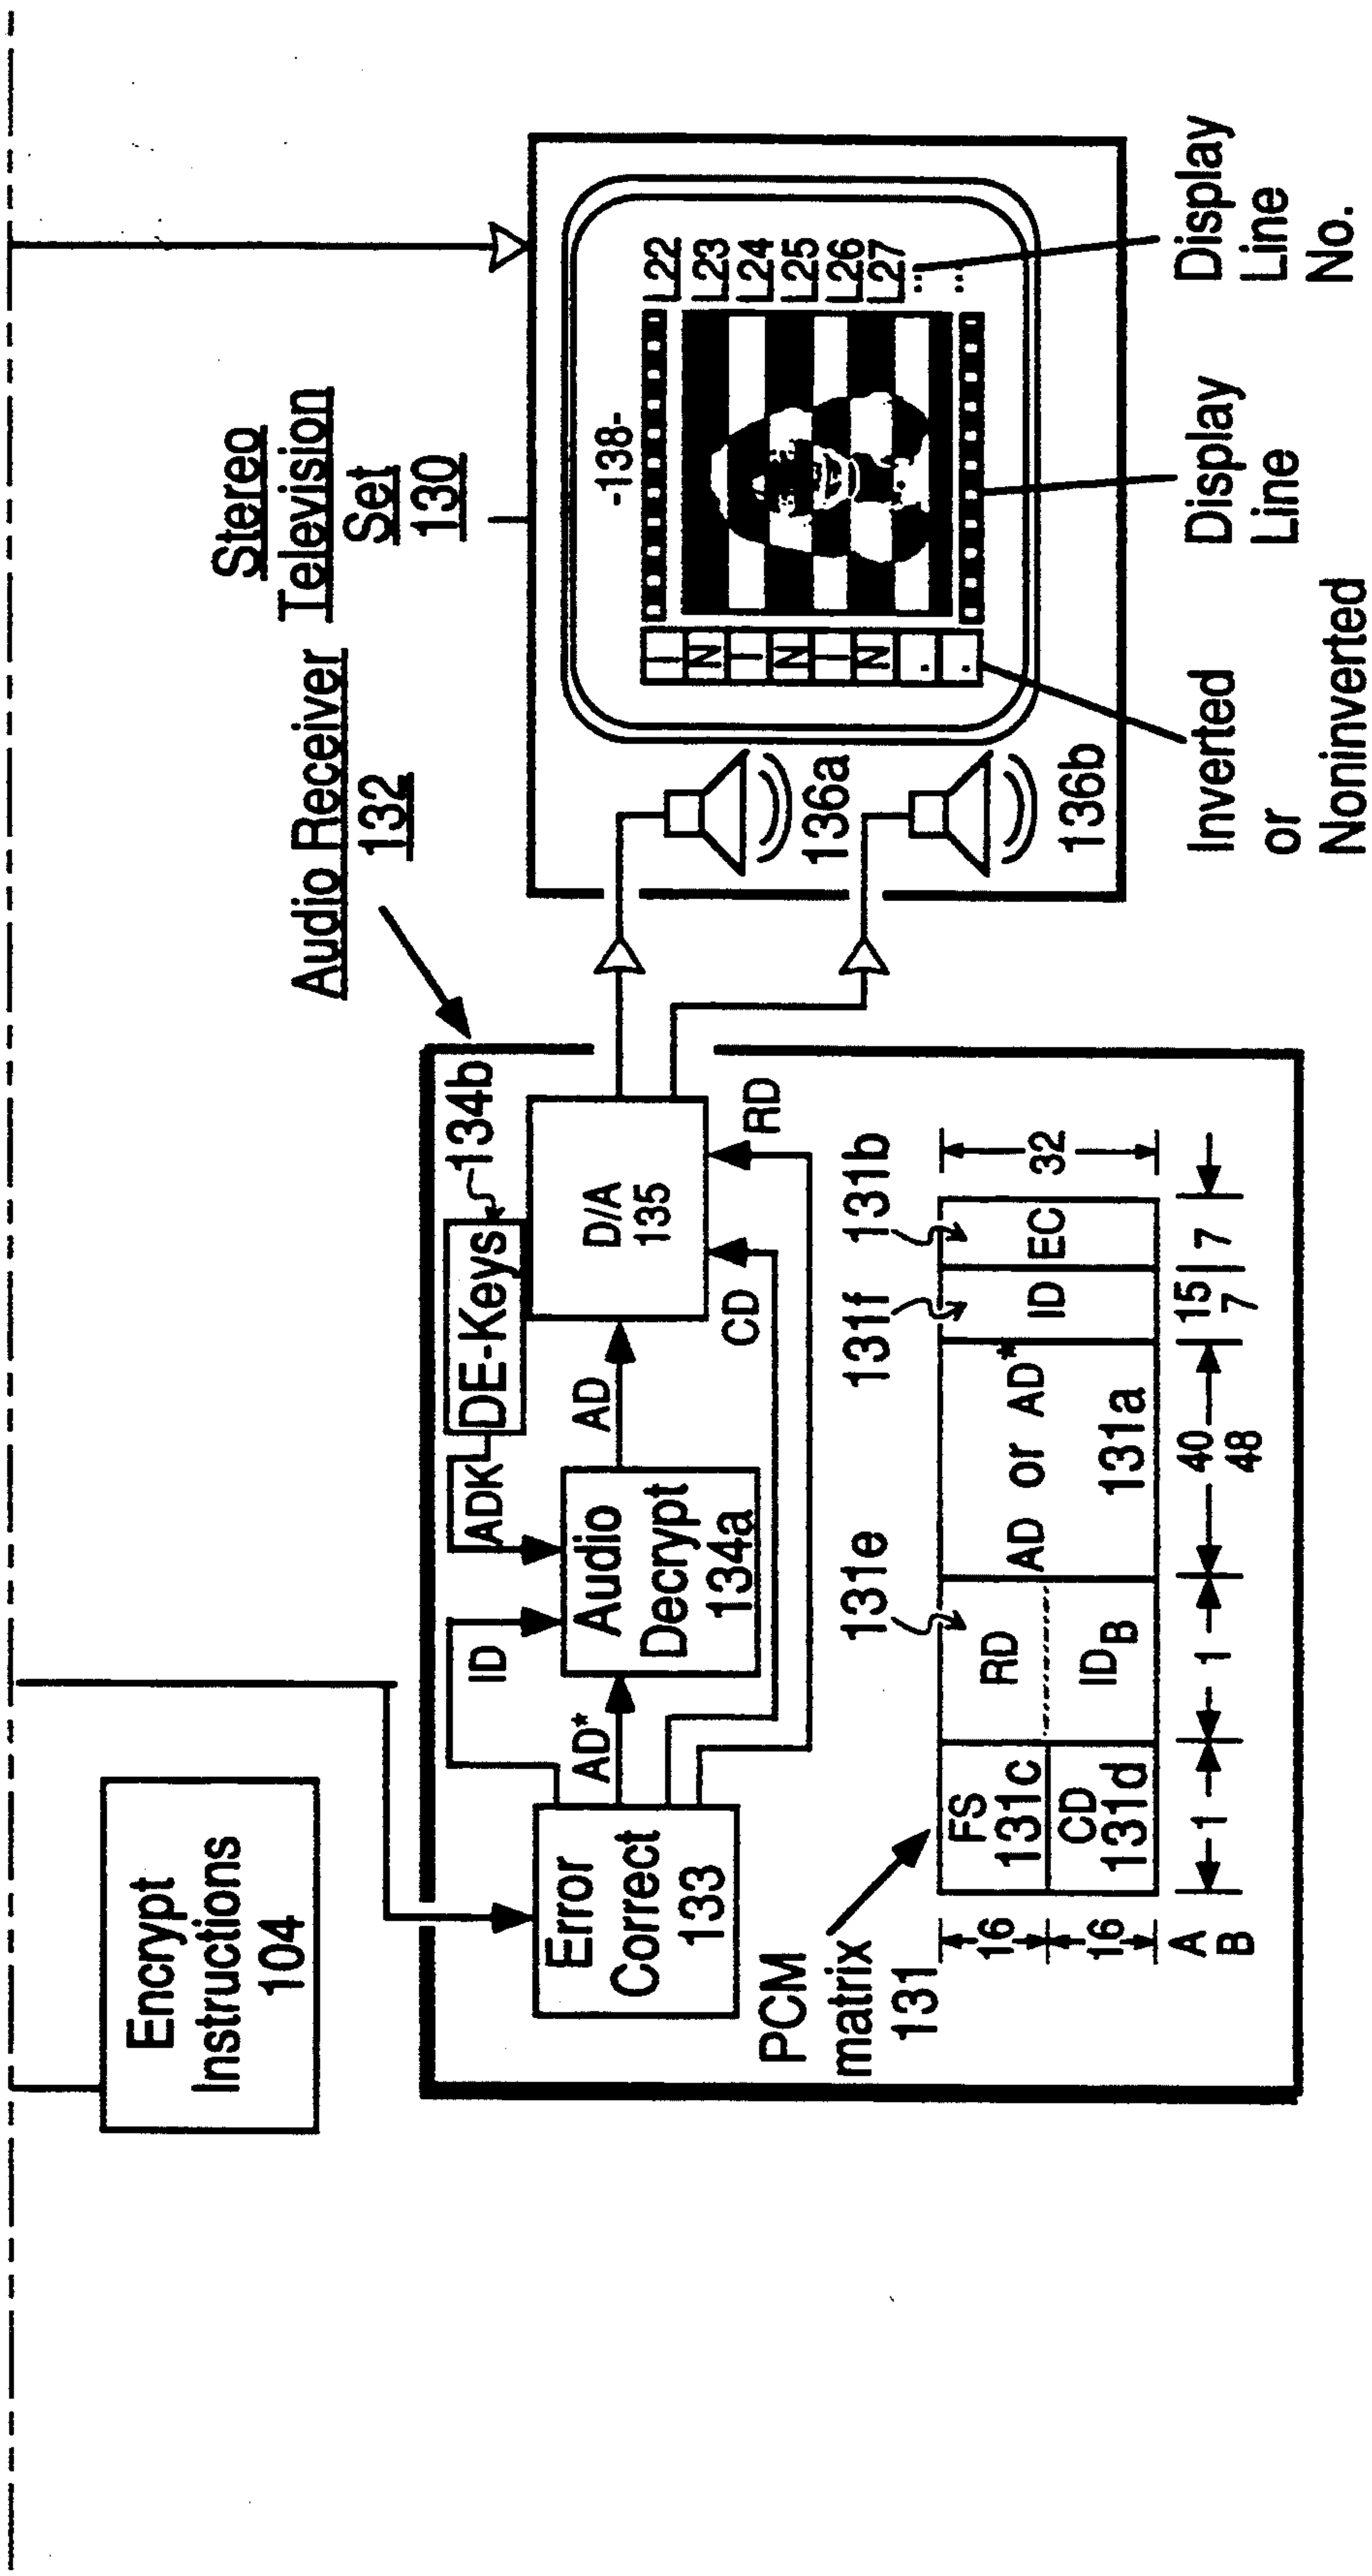 Encrypt
Instructions
104
Audio Receiver
132
Stereo
Television
Set
130
Error
Correct
133
ID
AD*
ADK
Audio
Decrypt
134a
DE-Keys
134b
AD
D/A
135
CD
RD
PCM
matrix
131
16
16
A
B
FS
131c
CD
131d
131e
RD
IDB
AD or AD*
131a
131f
ID
131b
EC
32
1
1
40
48
15
7
7
136a
136b
-138-
I
N
I
N
I
N
.
.
L22
L23
L24
L25
L26
L27
...
...
Inverted
or
Noninverted
Display
Line
Display
Line
No.